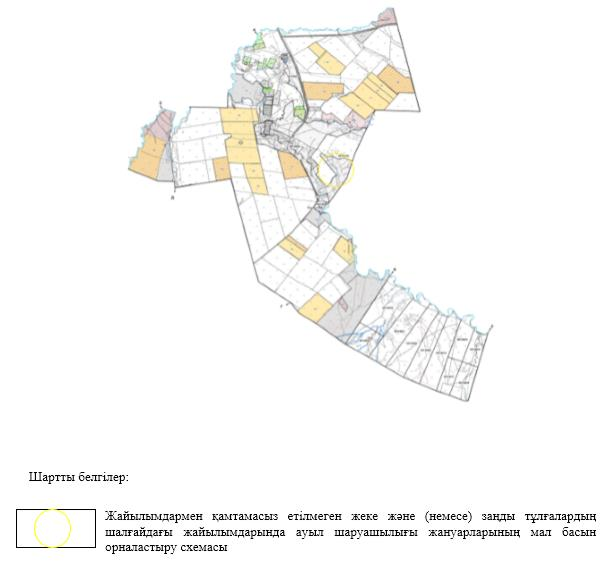 Шартты белгілер:
Жайылымдармен қамтамасыз етілмеген жеке және (немесе) заңды тұлғалардың
шалғайдағы жайылымдарында ауыл шаруашылығы жануарларының мал басын
орналастыру схемасы